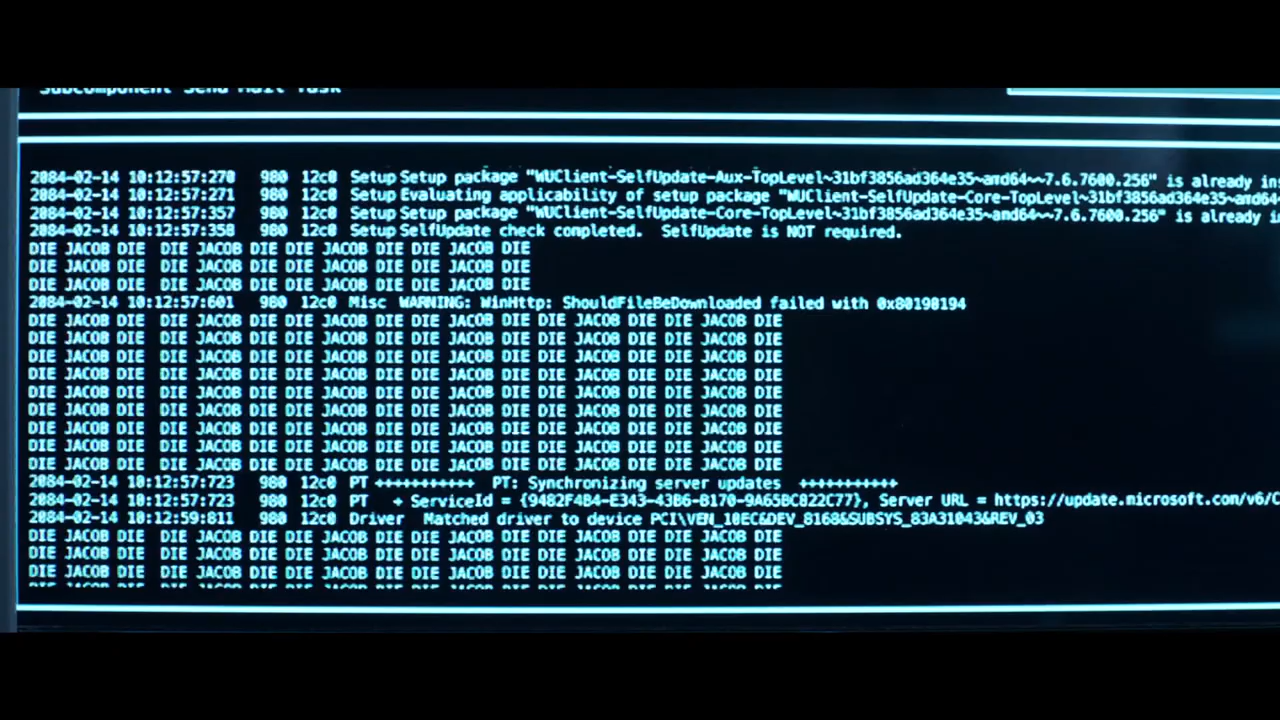 Subcomponent Send Mail Task
2084-02-14 10:12:57:270 980 12c0 Setup Setup package "WUClient-SelfUpdate-Aux-TopLevel~31bf3856ad364e35~amd64~~7.6.7600.256" is already ins
2084-02-14 10:12:57:271 980 12c0 Setup Evaluating applicability of setup package "WUClient-SelfUpdate-Core-TopLevel~31bf3856ad364e35~amd64
2084-02-14 10:12:57:357 980 12c0 Setup Setup package "WUClient-SelfUpdate-Core-TopLevel~31bf3856ad364e35~amd64~~7.6.7600.256" is already i
2084-02-14 10:12:57:358 980 12c0 Setup SelfUpdate check completed. SelfUpdate is NOT required.
DIE JACOB DIE DIE JACOB DIE DIE JACOB DIE DIE JACOB DIE
DIE JACOB DIE DIE JACOB DIE DIE JACOB DIE DIE JACOB DIE
DIE JACOB DIE DIE JACOB DIE DIE JACOB DIE DIE JACOB DIE
2084-02-14 10:12:57:601 980 12c0 Misc WARNING: WinHttp: ShouldFileBeDownloaded failed with 0x80190194
DIE JACOB DIE DIE JACOB DIE DIE JACOB DIE DIE JACOB DIE DIE JACOB DIE DIE JACOB DIE
DIE JACOB DIE DIE JACOB DIE DIE JACOB DIE DIE JACOB DIE DIE JACOB DIE DIE JACOB DIE
DIE JACOB DIE DIE JACOB DIE DIE JACOB DIE DIE JACOB DIE DIE JACOB DIE DIE JACOB DIE
DIE JACOB DIE DIE JACOB DIE DIE JACOB DIE DIE JACOB DIE DIE JACOB DIE DIE JACOB DIE
DIE JACOB DIE DIE JACOB DIE DIE JACOB DIE DIE JACOB DIE DIE JACOB DIE DIE JACOB DIE
DIE JACOB DIE DIE JACOB DIE DIE JACOB DIE DIE JACOB DIE DIE JACOB DIE DIE JACOB DIE
DIE JACOB DIE DIE JACOB DIE DIE JACOB DIE DIE JACOB DIE DIE JACOB DIE DIE JACOB DIE
DIE JACOB DIE DIE JACOB DIE DIE JACOB DIE DIE JACOB DIE DIE JACOB DIE DIE JACOB DIE
DIE JACOB DIE DIE JACOB DIE DIE JACOB DIE DIE JACOB DIE DIE JACOB DIE DIE JACOB DIE
2084-02-14 10:12:57:723 980 12c0 PT +++++++++++ PT: Synchronizing server updates +++++++++++
2084-02-14 10:12:57:723 980 12c0 PT + ServiceId = {9482F4B4-E343-43B6-B170-9A65BC822C77}, Server URL = https://update.microsoft.com/v6/C
2084-02-14 10:12:59:811 980 12c0 Driver Matched driver to device PCI\VEN_10EC&DEV_8168&SUBSYS_83A31043&REV_03
DIE JACOB DIE DIE JACOB DIE DIE JACOB DIE DIE JACOB DIE DIE JACOB DIE DIE JACOB DIE
DIE JACOB DIE DIE JACOB DIE DIE JACOB DIE DIE JACOB DIE DIE JACOB DIE DIE JACOB DIE
DIE JACOB DIE DIE JACOB DIE DIE JACOB DIE DIE JACOB DIE DIE JACOB DIE DIE JACOB DIE